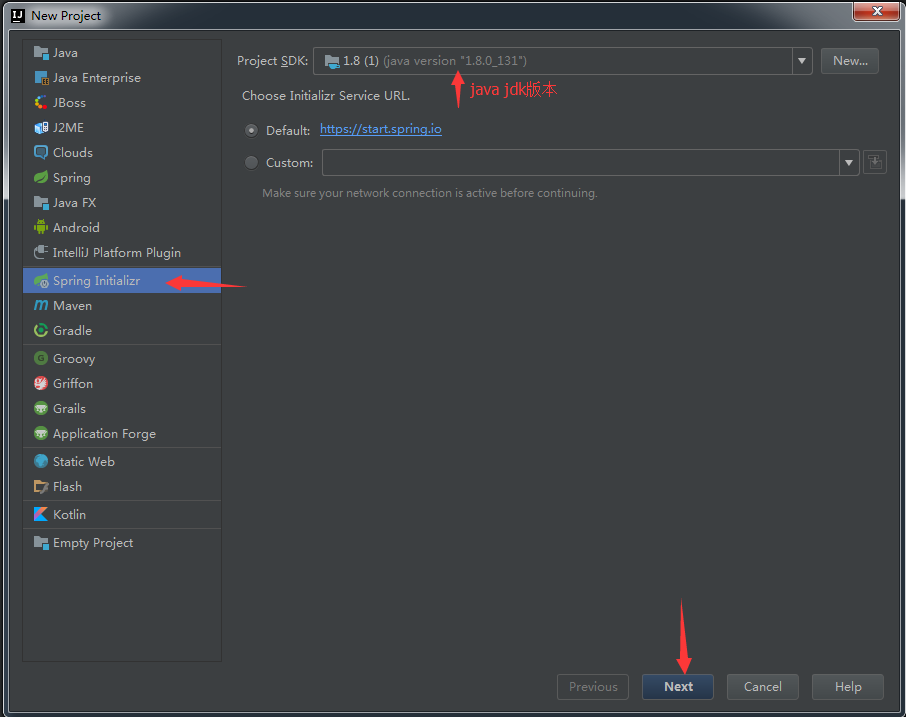 New Project
Java
Java Enterprise
JBoss
J2ME
Clouds
Spring
Java FX
Android
IntelliJ Platform Plugin
Spring Initializr
Maven
Gradle
Groovy
Griffon
Grails
Application Forge
Static Web
Flash
Kotlin
Empty Project
Project SDK: 1.8 (1) (java version "1.8.0_131") New...
java jdk版本
Choose Initializr Service URL.
Default: https://start.spring.io
Custom:
Make sure your network connection is active before continuing.
Previous Next Cancel Help